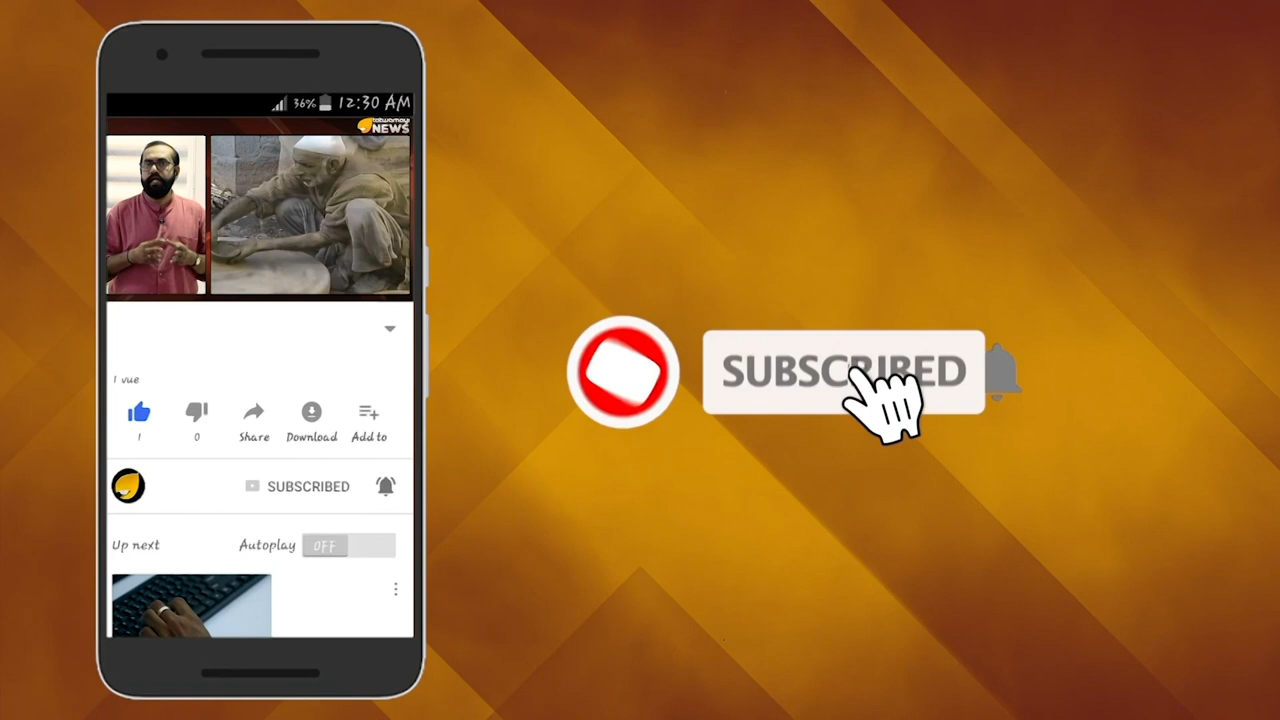 36% 12:30 AM
tatwamayi
NEWS
1 vue
1
0
Share
Download
Add to
SUBSCRIBED
Up next
Autoplay
OFF
SUBSCRIBED